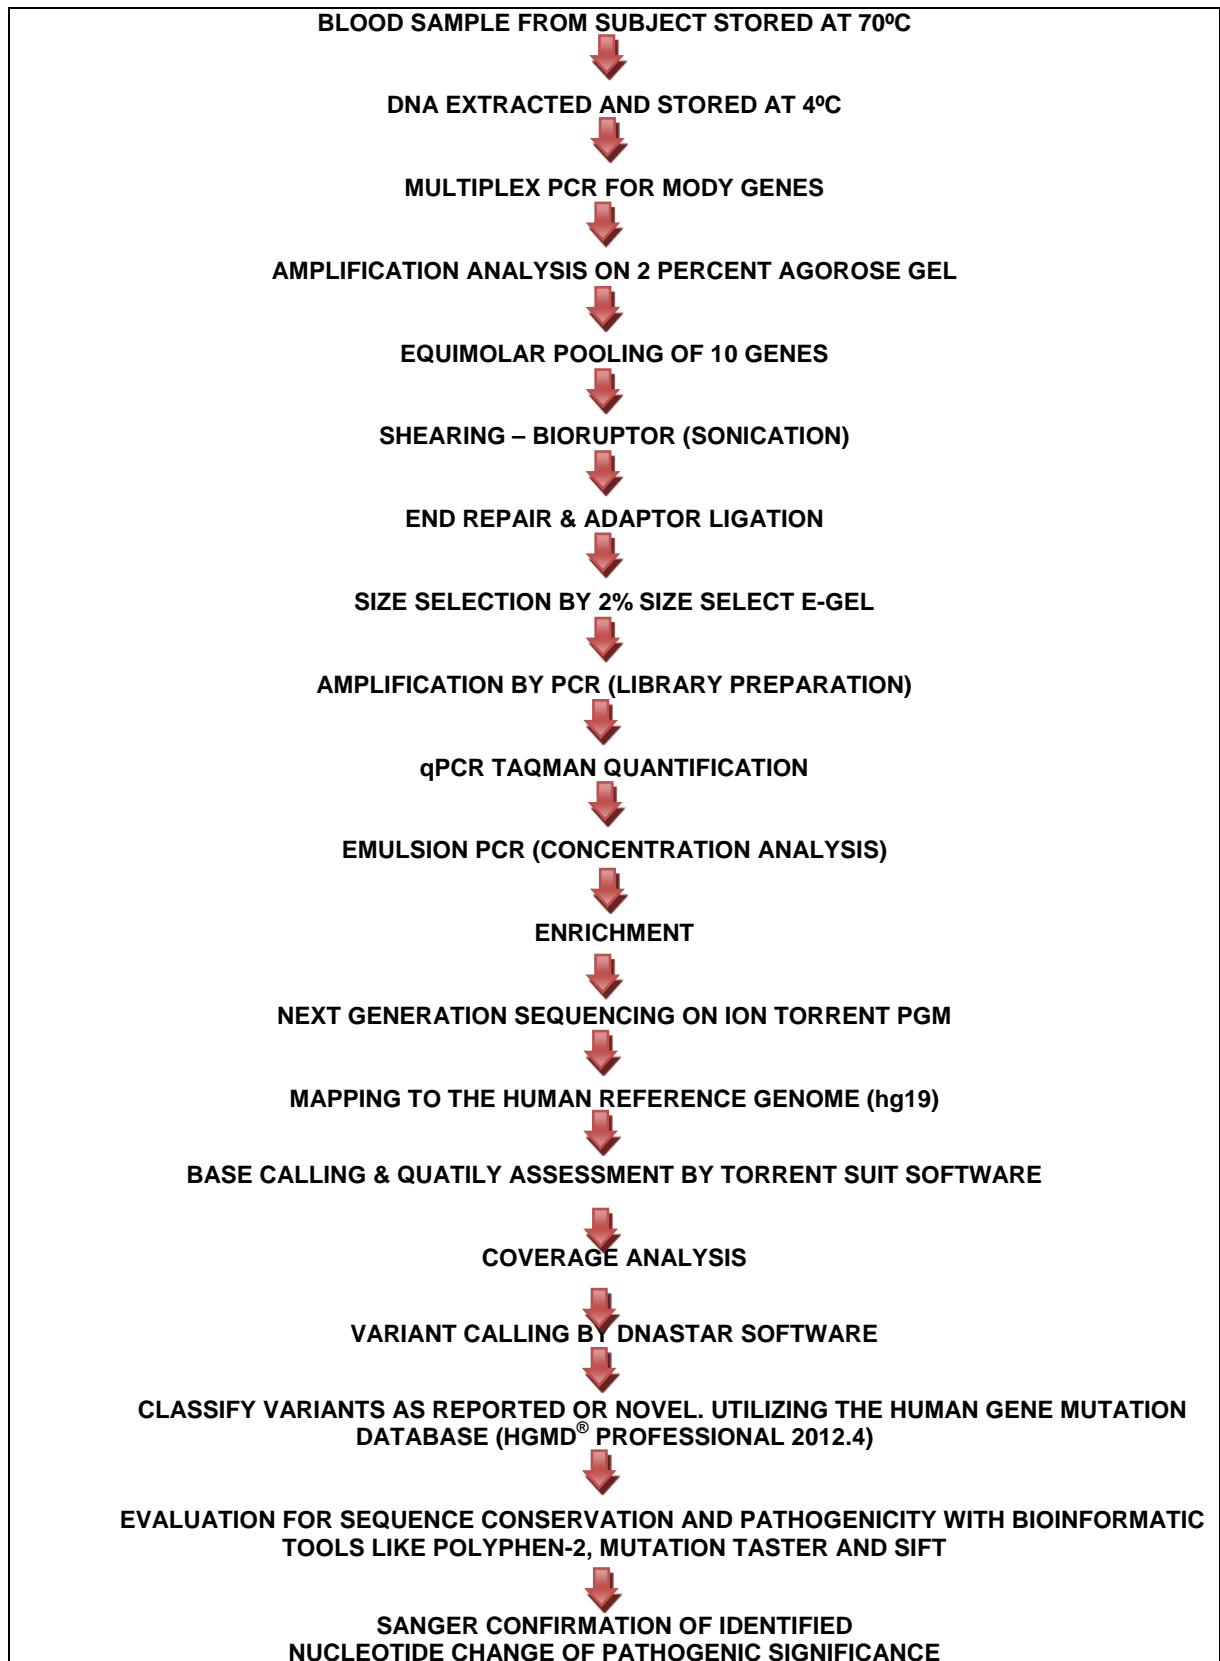 BLOOD SAMPLE FROM SUBJECT STORED AT 70ºC
DNA EXTRACTED AND STORED AT 4ºC
MULTIPLEX PCR FOR MODY GENES
AMPLIFICATION ANALYSIS ON 2 PERCENT AGOROSE GEL
EQUIMOLAR POOLING OF 10 GENES
SHEARING – BIORUPTOR (SONICATION)
END REPAIR & ADAPTOR LIGATION
SIZE SELECTION BY 2% SIZE SELECT E-GEL
AMPLIFICATION BY PCR (LIBRARY PREPARATION)
qPCR TAQMAN QUANTIFICATION
EMULSION PCR (CONCENTRATION ANALYSIS)
ENRICHMENT
NEXT GENERATION SEQUENCING ON ION TORRENT PGM
MAPPING TO THE HUMAN REFERENCE GENOME (hg19)
BASE CALLING & QUATILY ASSESSMENT BY TORRENT SUIT SOFTWARE
COVERAGE ANALYSIS
VARIANT CALLING BY DNASTAR SOFTWARE
CLASSIFY VARIANTS AS REPORTED OR NOVEL. UTILIZING THE HUMAN GENE MUTATION
DATABASE (HGMD® PROFESSIONAL 2012.4)
EVALUATION FOR SEQUENCE CONSERVATION AND PATHOGENICITY WITH BIOINFORMATIC
TOOLS LIKE POLYPHEN-2, MUTATION TASTER AND SIFT
SANGER CONFIRMATION OF IDENTIFIED
NUCLEOTIDE CHANGE OF PATHOGENIC SIGNIFICANCE